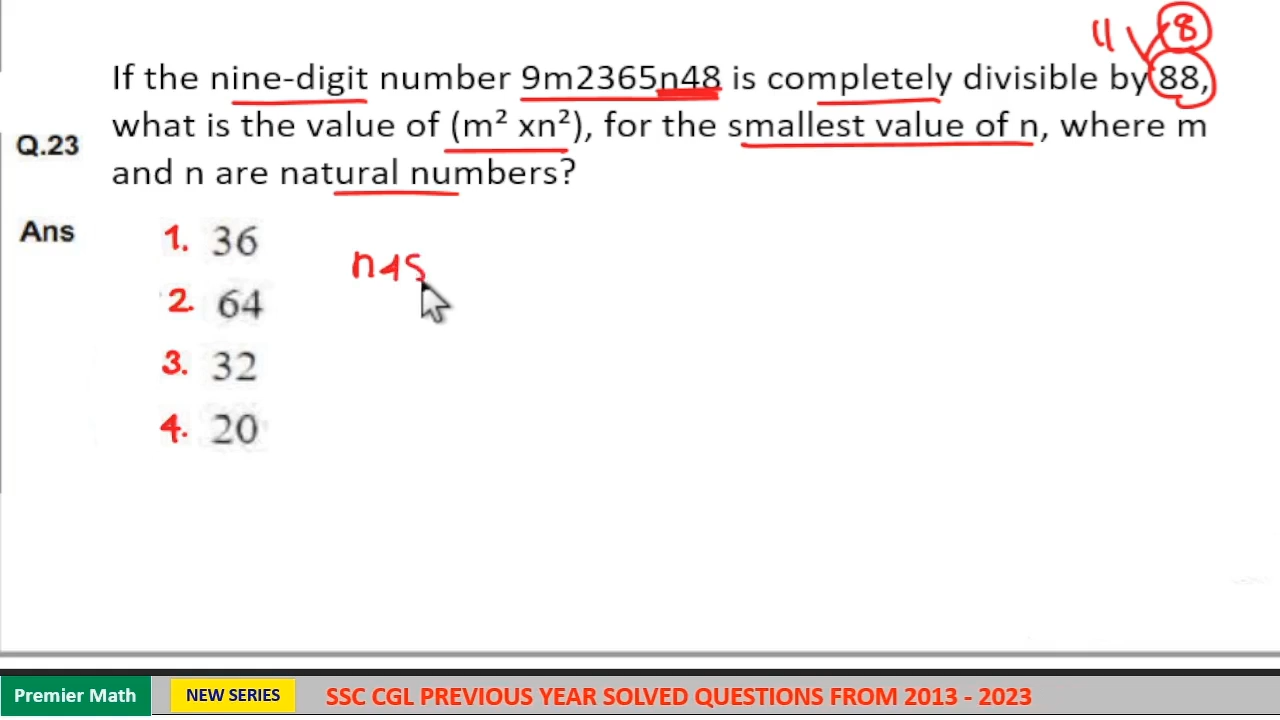 11 8
If the nine-digit number 9m2365n48 is completely divisible by 88,
what is the value of (m² xn²), for the smallest value of n, where m
Q.23
and n are natural numbers?
Ans
1. 36
n4
2. 64
3. 32
4. 20
Premier Math NEW SERIES SSC CGL PREVIOUS YEAR SOLVED QUESTIONS FROM 2013 - 2023